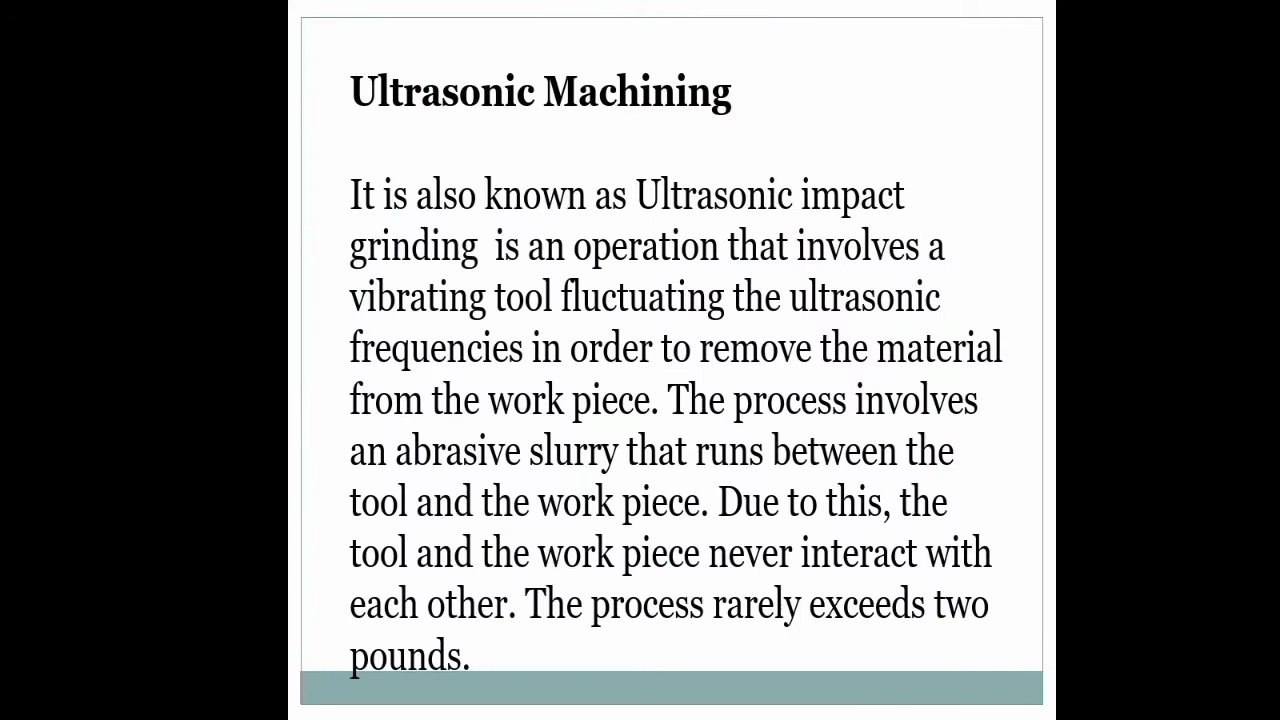 Ultrasonic Machining
It is also known as Ultrasonic impact
grinding  is an operation that involves a
vibrating tool fluctuating the ultrasonic
frequencies in order to remove the material
from the work piece. The process involves
an abrasive slurry that runs between the
tool and the work piece. Due to this, the
tool and the work piece never interact with
each other. The process rarely exceeds two
pounds.